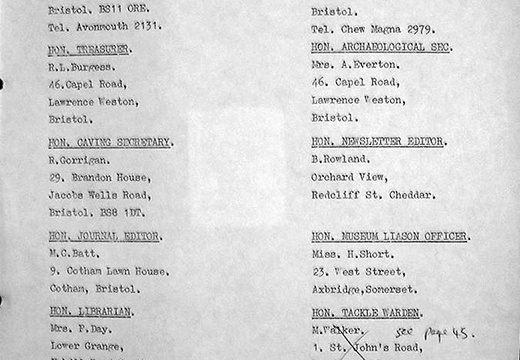 Bristol. BS11 ORE.
Tel. Avonmouth 2131.
HON. TREASURER.
R.L.Burgess.
46.Capel Road,
Lawrence Weston,
Bristol.
HON. CAVING SECRETARY.
R.Gorrigan.
29. Brandon House,
Jacobs Wells Road,
Bristol. BS8 1DT.
HON. JOURNAL EDITOR.
M.C.Batt.
9. Cotham Lawn House,
Cotham, Bristol.
HON. LIBRARIAN.
Mrs. F.Day.
Lower Grange,
Bristol.
Tel. Chew Magna 2979.
HON. ARCHAEOLOGICAL SEC.
Mrs. A.Everton.
46. Capel Road,
Lawrence Weston,
Bristol.
HON. NEWSLETTER EDITOR.
B.Rowland.
Orchard View,
Redcliff St. Cheddar.
HON. MUSEUM LIASON OFFICER.
Miss. H.Short.
23. West Street,
Axbridge,Somerset.
HON. TACKLE WARDEN.
M.Walker. see page 45.
1. St. John's Road,